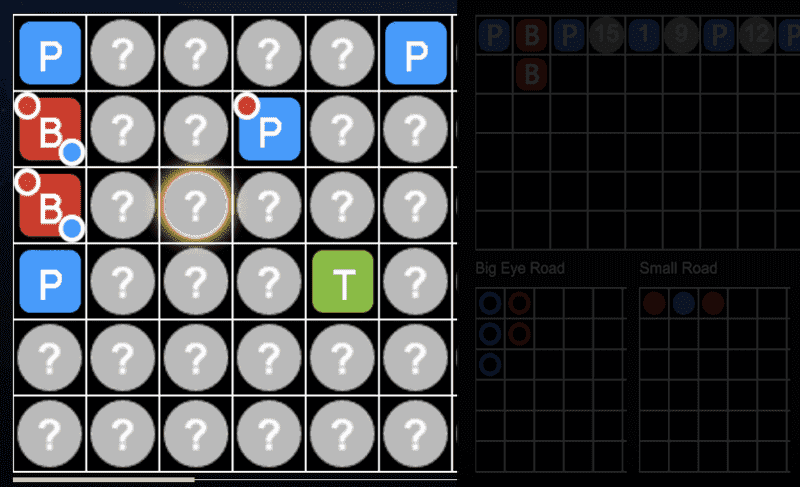 P ? ? ? ? P
B ? ? P ? ?
B ? ? ? ? ?
P ? ? ? T ?
? ? ? ? ? ?
? ? ? ? ? ?
P B P 15 1 9 P 12 P
B
Big Eye Road
Small Road